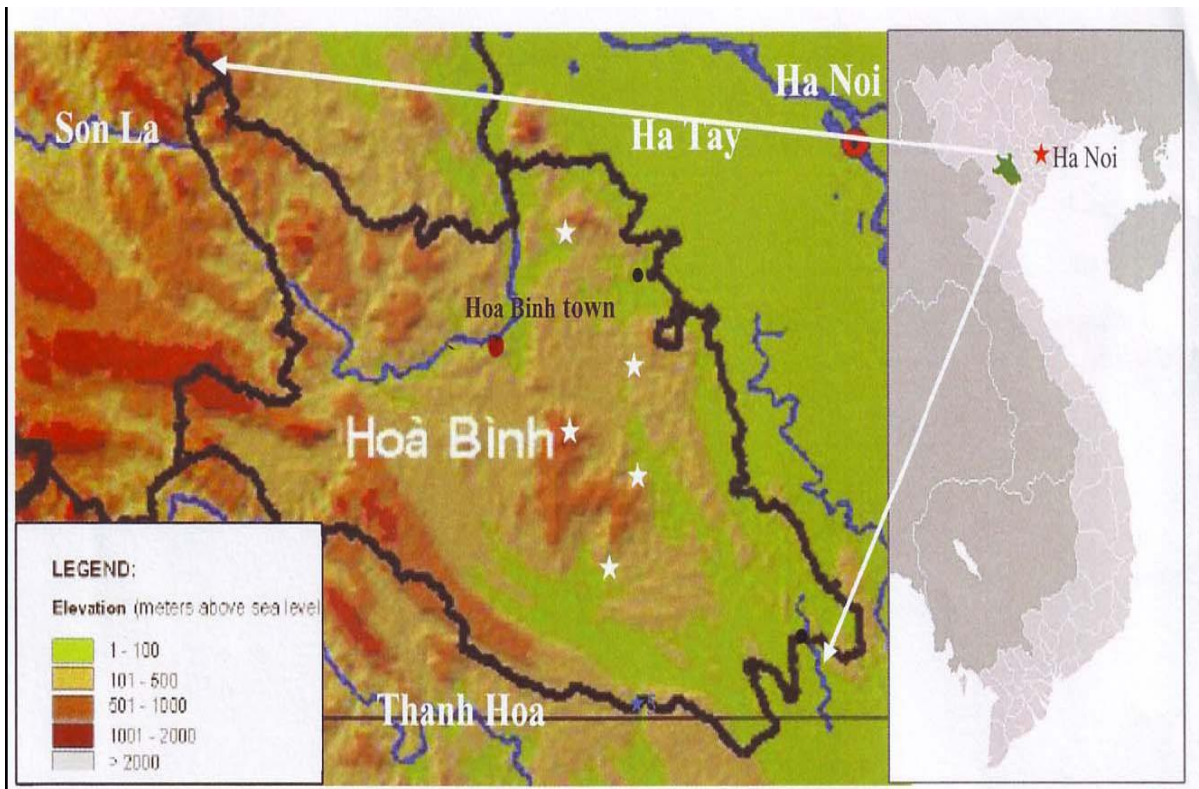 Ha Noi
Son La
Ha Tay
Ha Noi
Hoa Binh town
Hoà Bình
LEGEND:
Elevation (meters above sea level
1 - 100
101 - 500
501 - 1000
1001 - 2000
> 2000
Thanh Hoa